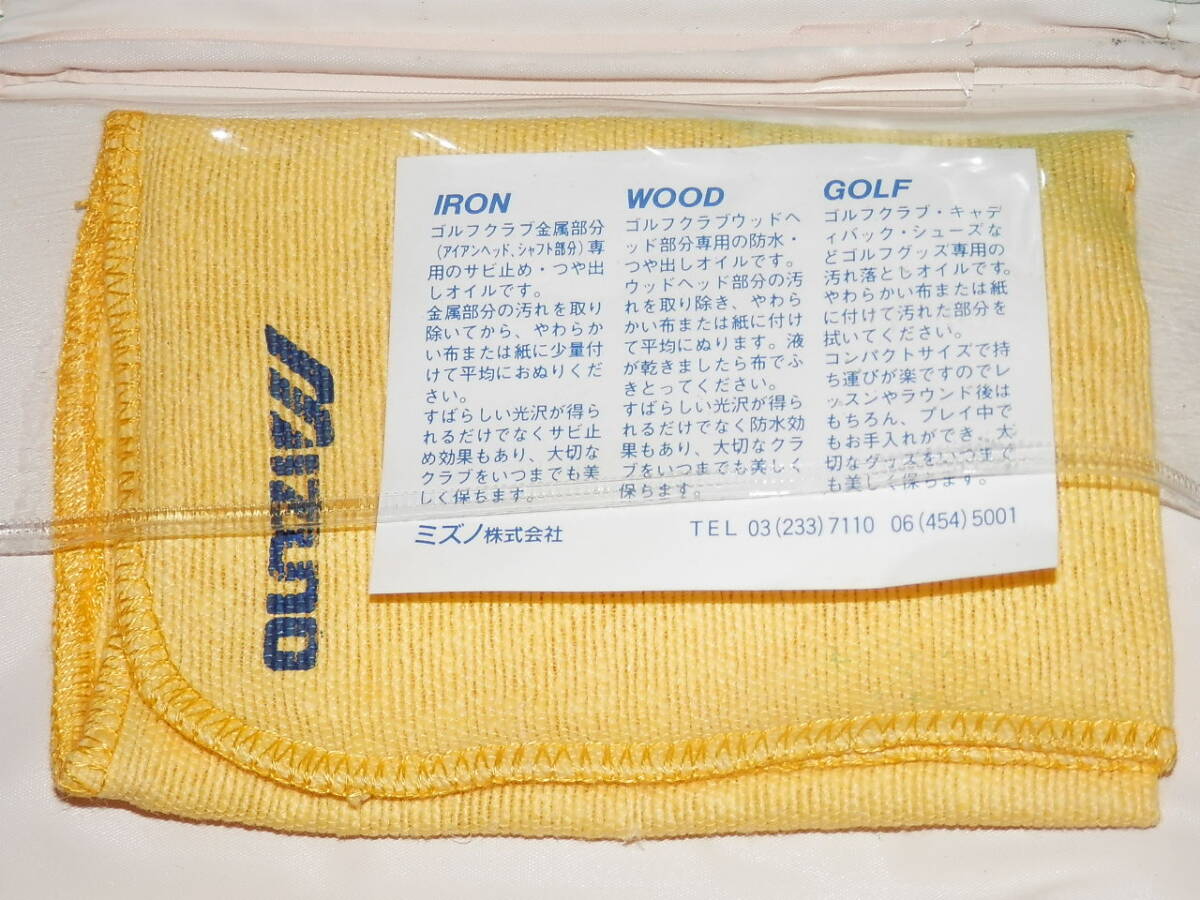 MIZUNO
IRON
ゴルフクラブ金属部分
(アイアンヘッド、シャフト部分)専
用のサビ止め・つや出
しオイルです。
金属部分の汚れを取り
除いてから、やわらか
い布または紙に少量付
けて平均におぬりくだ
さい。
すばらしい光沢が得ら
れるだけでなくサビ止
め効果もあり、大切な
クラブをいつまでも美
しく保ちます。
WOOD
ゴルフクラブウッドヘ
ッド部分専用の防水・
つや出しオイルです。
ウッドヘッド部分の汚
れを取り除き、やわら
かい布または紙に付け
て平均にぬります。液
が乾きましたら布でふ
きとってください。
すばらしい光沢が得ら
れるだけでなく防水効
果もあり、大切なクラ
ブをいつまでも美しく
保ちます。
GOLF
ゴルフクラブ・キャデ
ィバック・シューズな
どゴルフグッズ専用の
汚れ落としオイルです。
やわらかい布または紙
に付けて汚れた部分を
拭いてください。
コンパクトサイズで持
ち運びが楽ですのでレ
ッスンやラウンド後は
もちろん、プレイ中で
もお手入れができ、大
切なグッズをいつまで
も美しく保ちます。
ミズノ株式会社
TEL 03(233)7110 06(454)5001